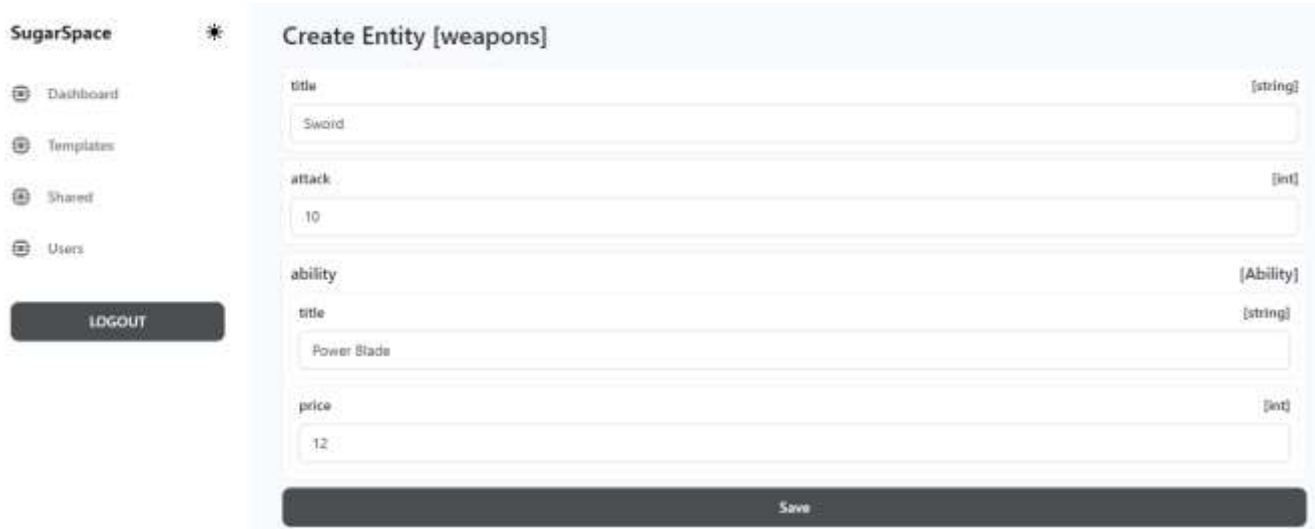 SugarSpace
Dashboard
Templates
Shared
Users
LOGOUT
Create Entity [weapons]
title [string]
Sword
attack [int]
10
ability [Ability]
title [string]
Power Blade
price [int]
12
Save